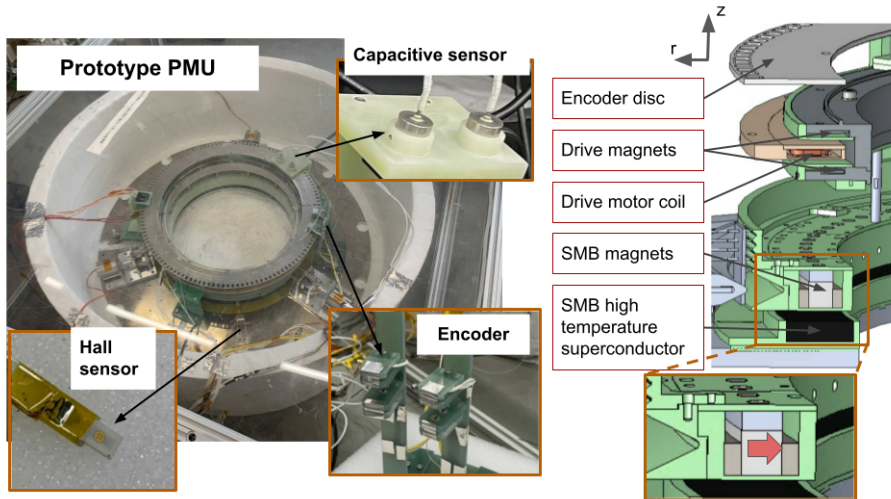 Prototype PMU
Capacitive sensor
Hall
sensor
Encoder
z
r
Encoder disc
Drive magnets
Drive motor coil
SMB magnets
SMB high
temperature
superconductor